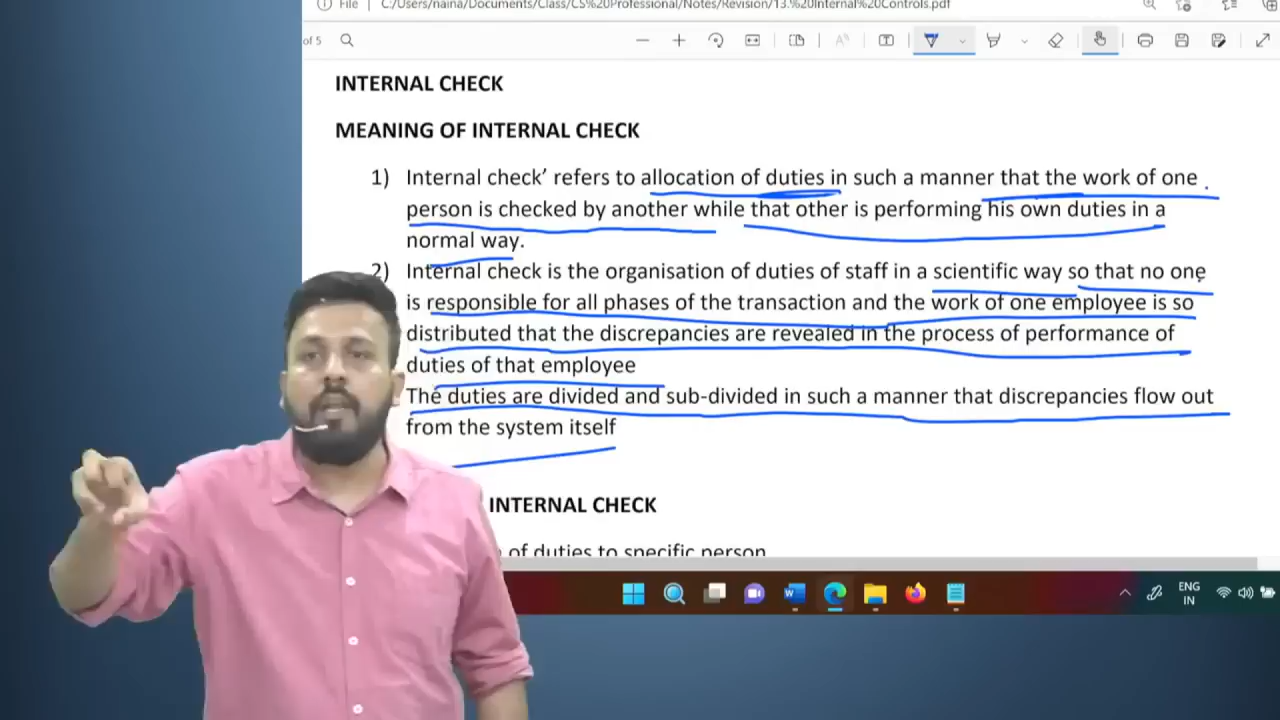 File
C:/Users/naina/Documents/Class/CS%20Professional/Notes/Revision/13.%20Internal%20Controls.pdf
of 5
INTERNAL CHECK
MEANING OF INTERNAL CHECK
1) Internal check’ refers to allocation of duties in such a manner that the work of one
person is checked by another while that other is performing his own duties in a
normal way.
2) Internal check is the organisation of duties of staff in a scientific way so that no one
is responsible for all phases of the transaction and the work of one employee is so
distributed that the discrepancies are revealed in the process of performance of
duties of that employee
The duties are divided and sub-divided in such a manner that discrepancies flow out
from the system itself
INTERNAL CHECK
of duties to specific person
ENG
IN